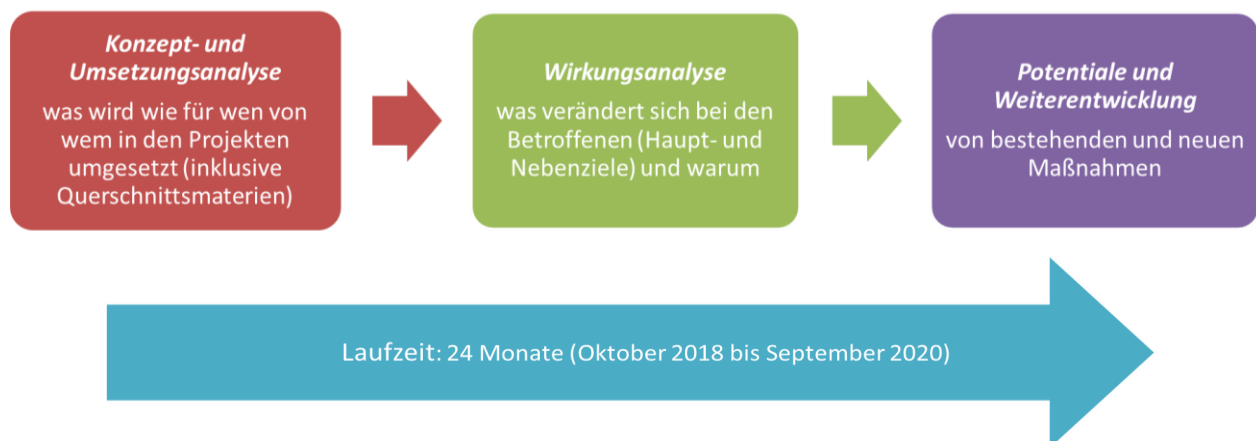 Konzept- und
Umsetzungsanalyse
was wird wie für wen von
wem in den Projekten
umgesetzt (inklusive
Querschnittsmaterien)
Wirkungsanalyse
was verändert sich bei den
Betroffenen (Haupt- und
Nebenziele) und warum
Potentiale und
Weiterentwicklung
von bestehenden und neuen
Maßnahmen
Laufzeit: 24 Monate (Oktober 2018 bis September 2020)